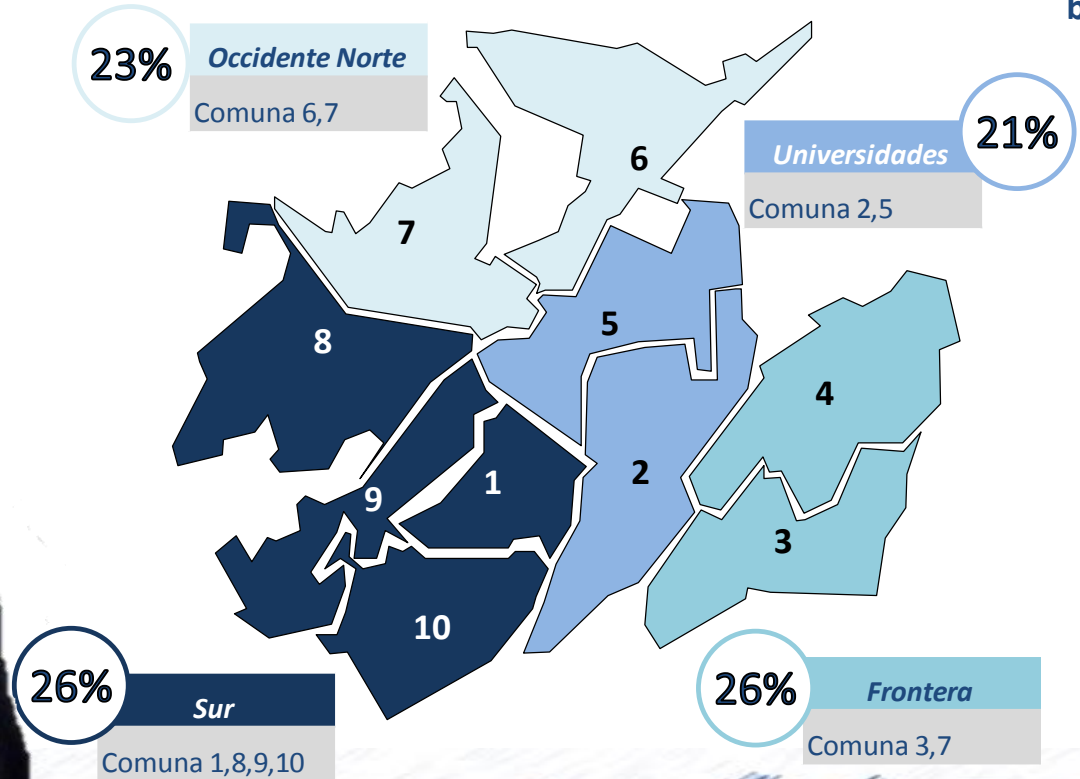 b
23%
Occidente Norte
Comuna 6,7
21%
Universidades
Comuna 2,5
6
7
5
8
4
2
1
9
3
10
26%
Sur
Comuna 1,8,9,10
26%
Frontera
Comuna 3,7